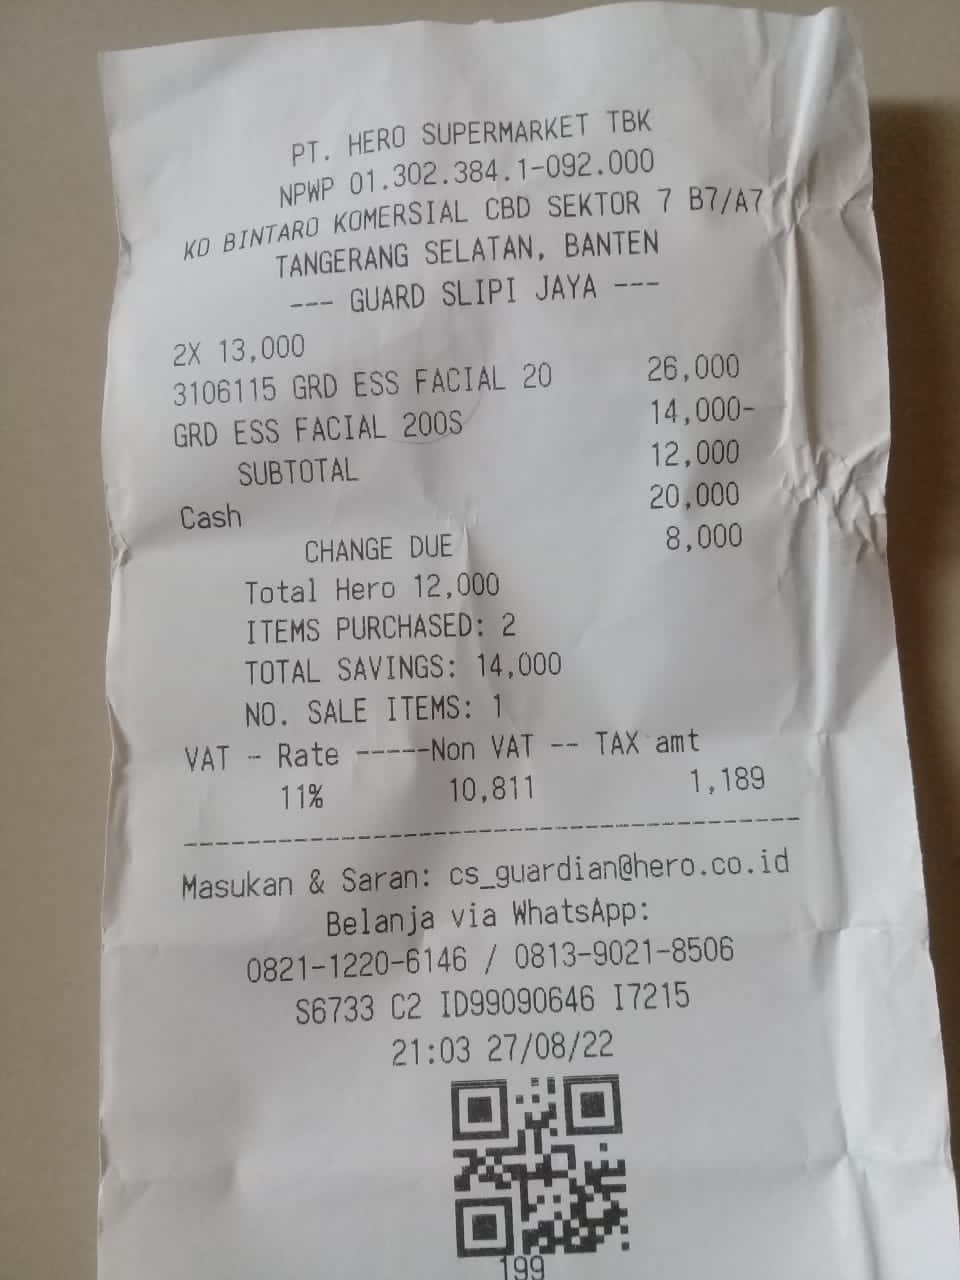 PT. HERO SUPERMARKET TBK
NPWP 01.302.384.1-092.000
KO BINTARO KOMERSIAL CBD SEKTOR 7 B7/A7
TANGERANG SELATAN, BANTEN
--- GUARD SLIPI JAYA ---
2X 13,000
3106115 GRD ESS FACIAL 20 26,000
GRD ESS FACIAL 200S 14,000-
SUBTOTAL 12,000
Cash 20,000
CHANGE DUE 8,000
Total Hero 12,000
ITEMS PURCHASED: 2
TOTAL SAVINGS: 14,000
NO. SALE ITEMS: 1
VAT - Rate -----Non VAT -- TAX amt
11% 10,811 1,189
----------------------------------------
Masukan & Saran: cs_guardian@hero.co.id
Belanja via WhatsApp:
0821-1220-6146 / 0813-9021-8506
S6733 C2 ID99090646 I7215
21:03 27/08/22
199